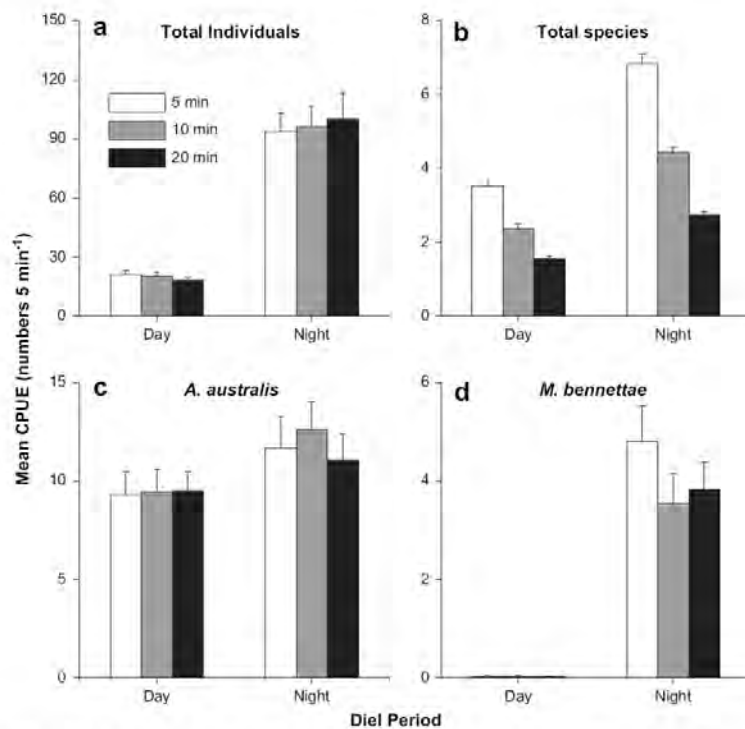 Mean CPUE (numbers 5 min⁻¹)
a
Total Individuals
150
120
90
60
30
0
5 min
10 min
20 min
Day
Night
b
Total species
8
6
4
2
0
Day
Night
c
A. australis
15
10
5
0
Day
Night
d
M. bennettae
6
4
2
0
Day
Night
Diel Period